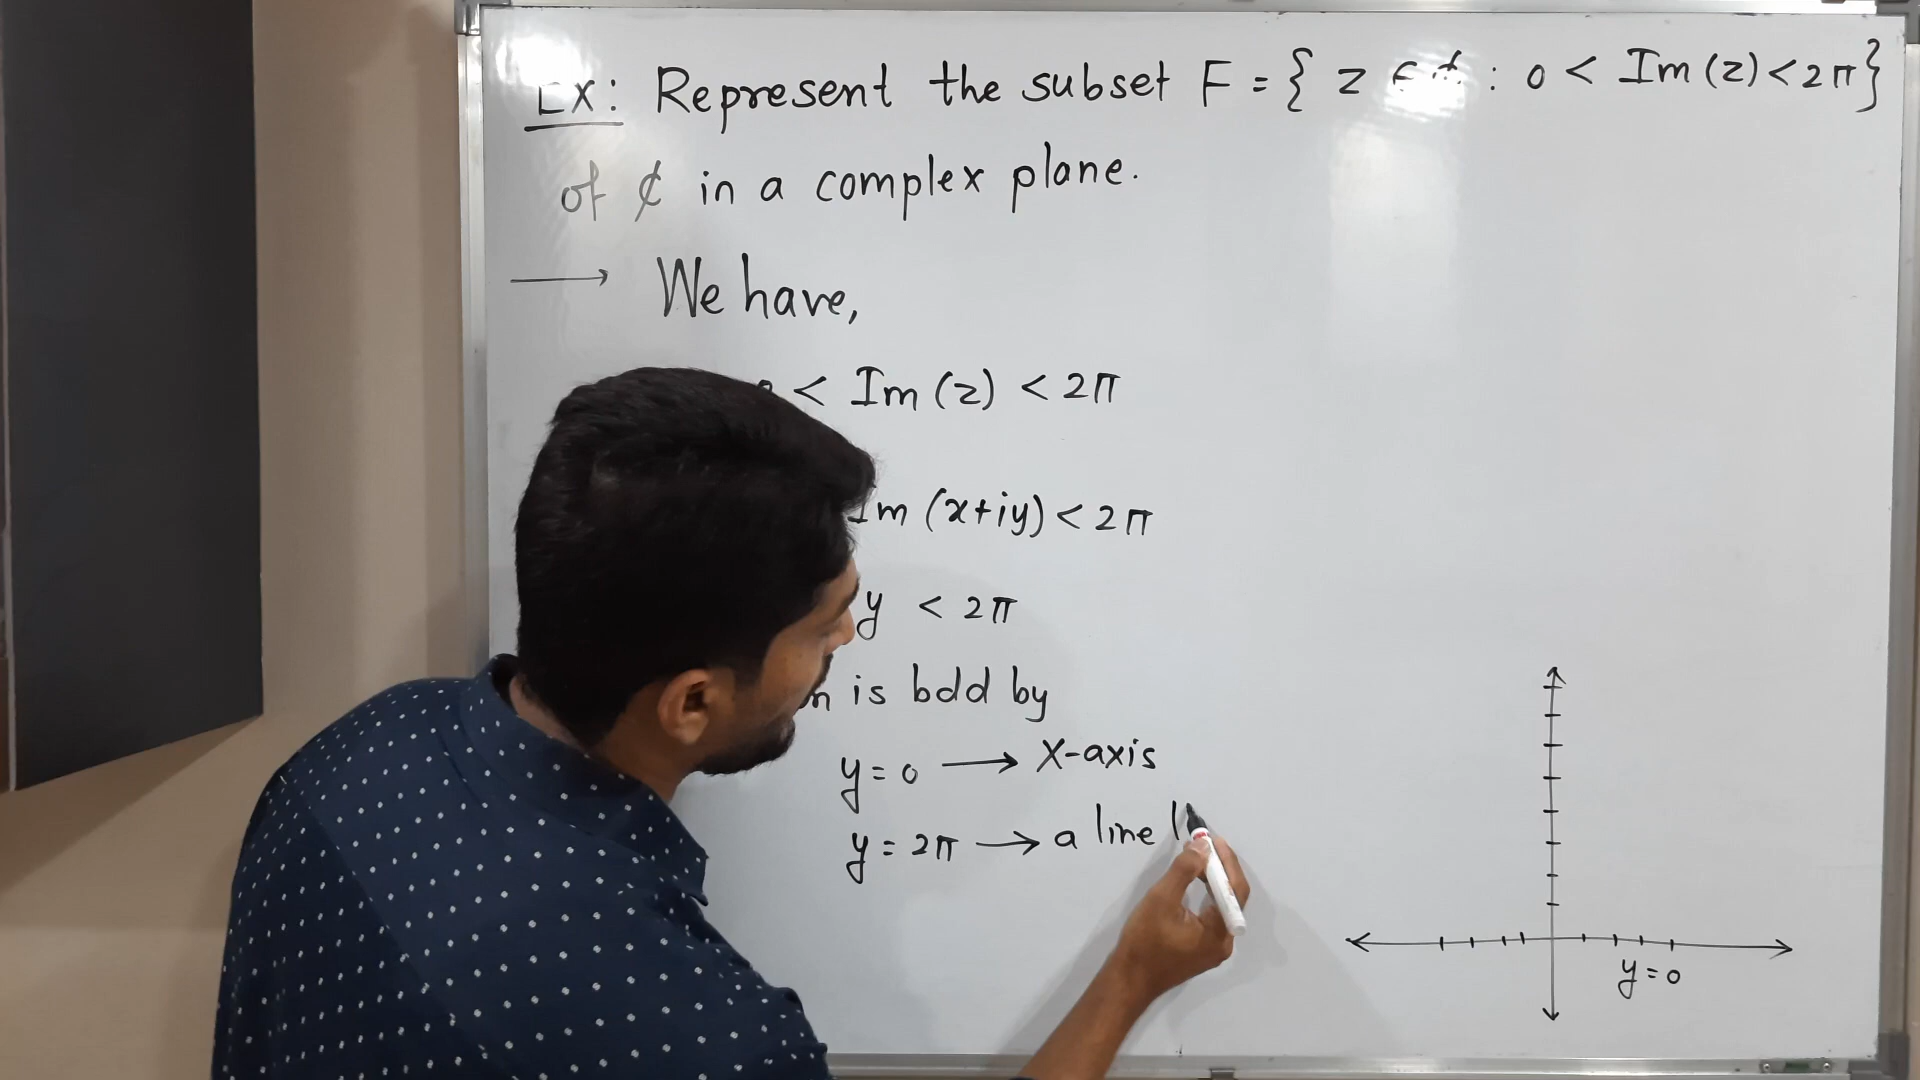 Ex: Represent the subset F = { z ∈ ₵ : 0 < Im (z) < 2π }
of ₵ in a complex plane.
→ We have,
0 < Im (z) < 2π
Im (x+iy) < 2π
y < 2π
is bdd by
y = 0 → X-axis
y = 2π → a line
y = 0